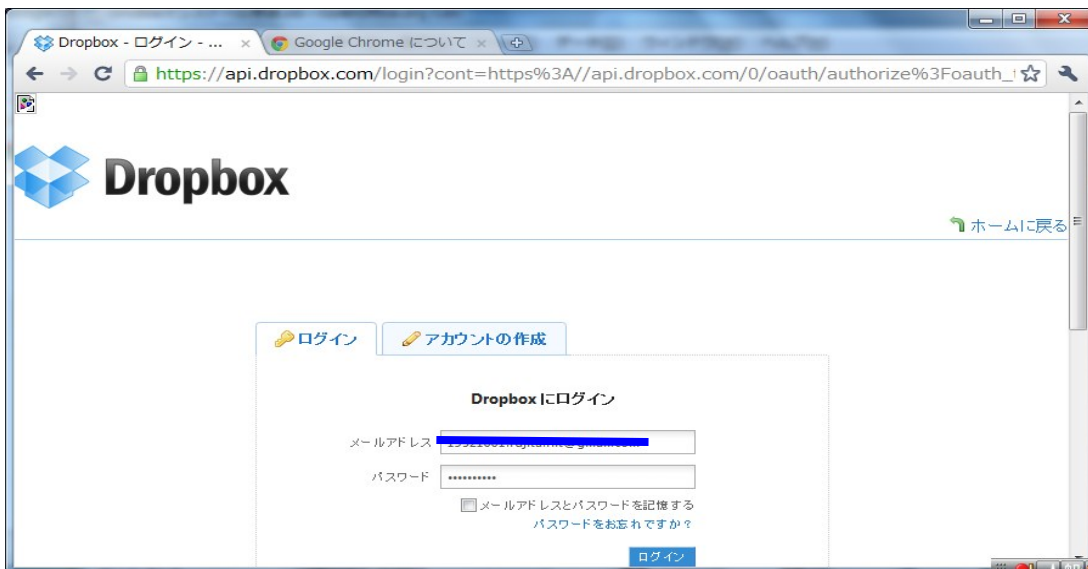 Dropbox - ログイン - ... Google Chrome について
https://api.dropbox.com/login?cont=https%3A//api.dropbox.com/0/oauth/authorize%3Foauth_
Dropbox
ホームに戻る
ログイン アカウントの作成
Dropbox にログイン
メールアドレス
パスワード ••••••••••
メールアドレスとパスワードを記憶する
パスワードをお忘れですか?
ログイン